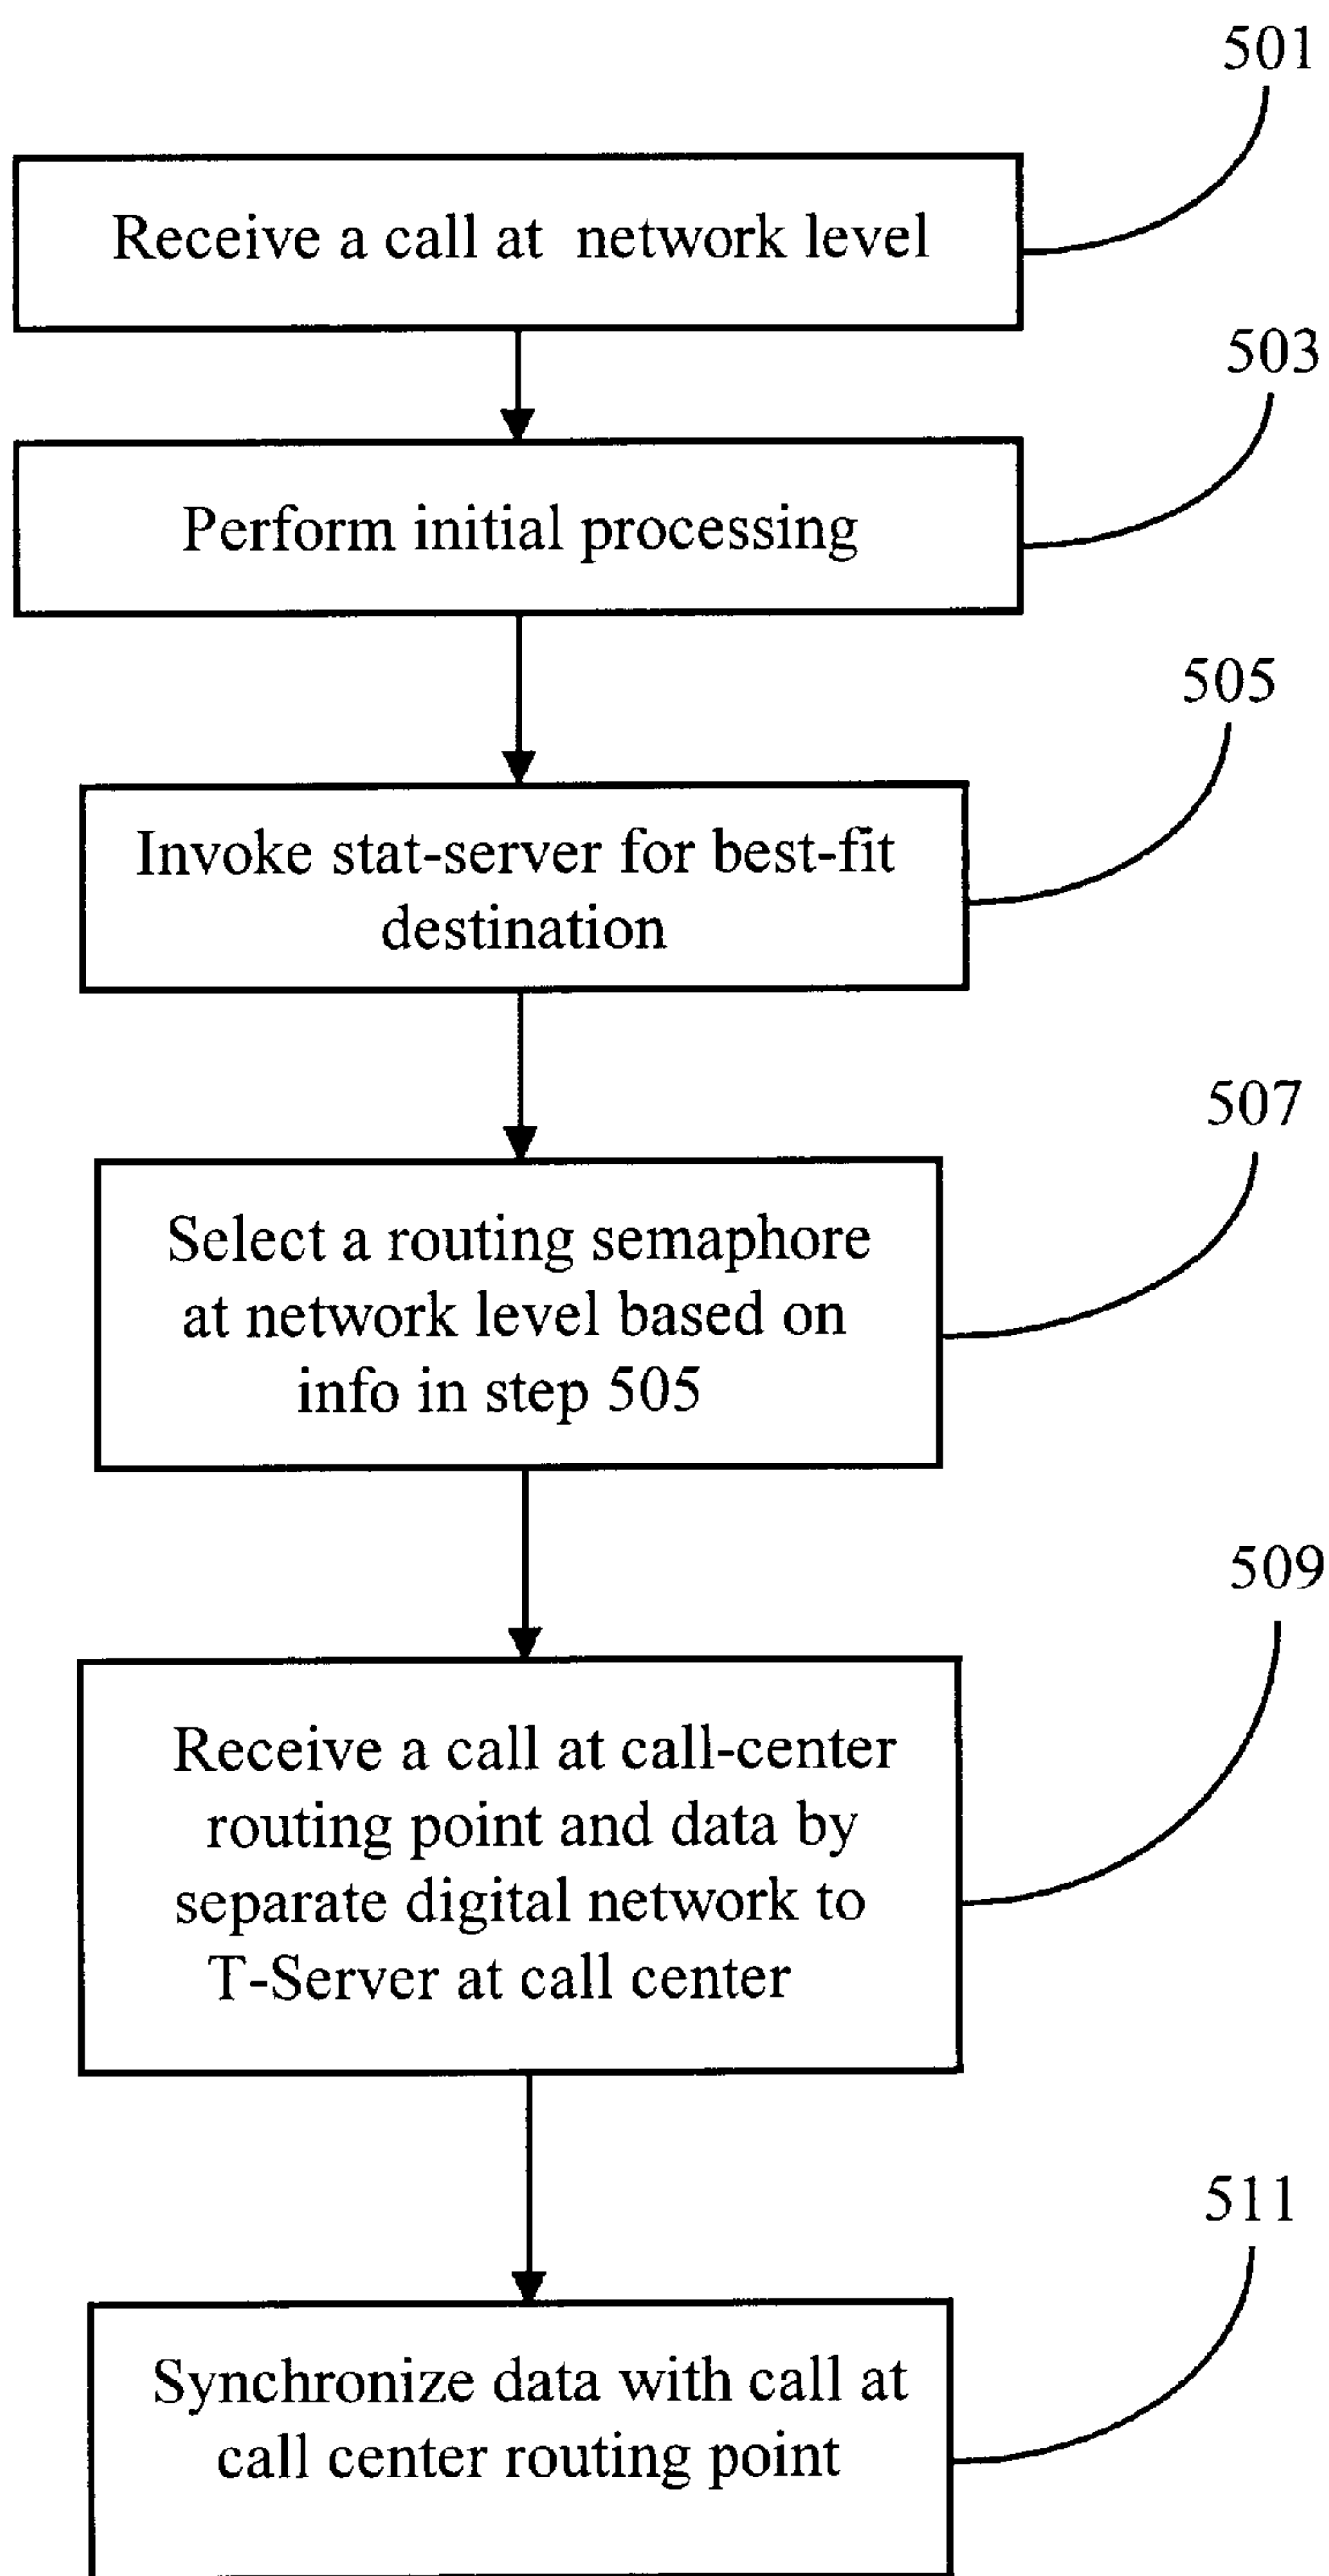 501
Receive a call at network level
503
Perform initial processing
505
Invoke stat-server for best-fit
destination
507
Select a routing semaphore
at network level based on
info in step 505
509
Receive a call at call-center
routing point and data by
separate digital network to
T-Server at call center
511
Synchronize data with call at
call center routing point